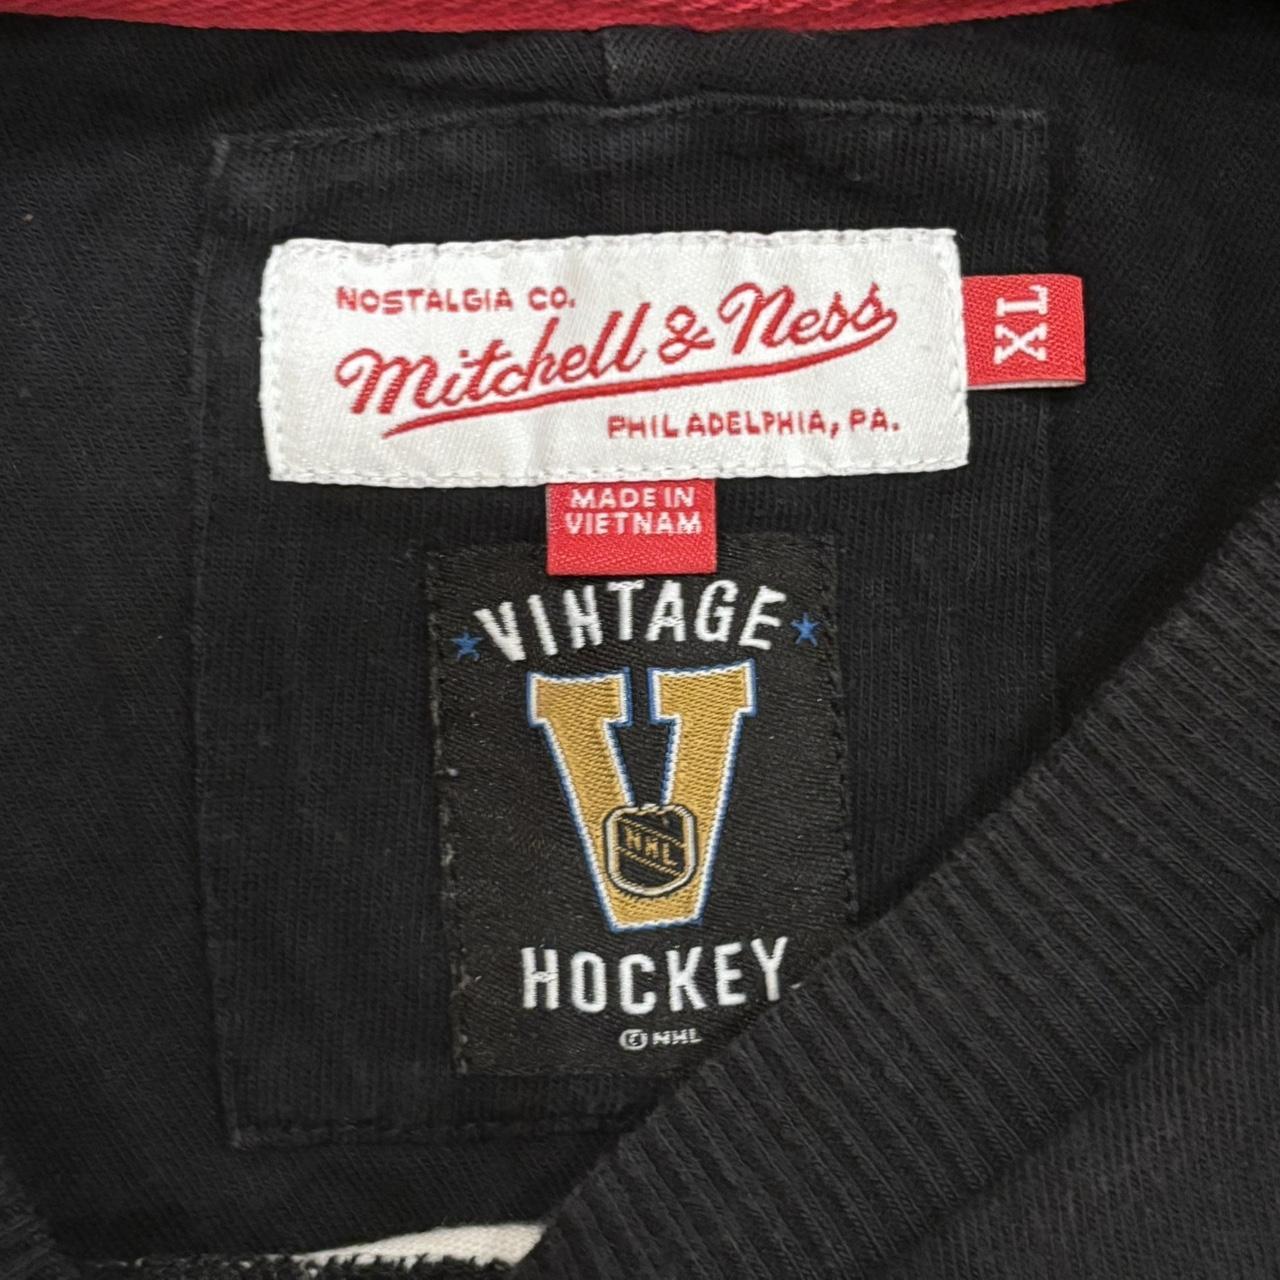 NOSTALGIA CO.
Mitchell & Ness
PHILADELPHIA, PA.
XL
MADE IN
VIETNAM
VINTAGE
V
NHL
HOCKEY
© NHL